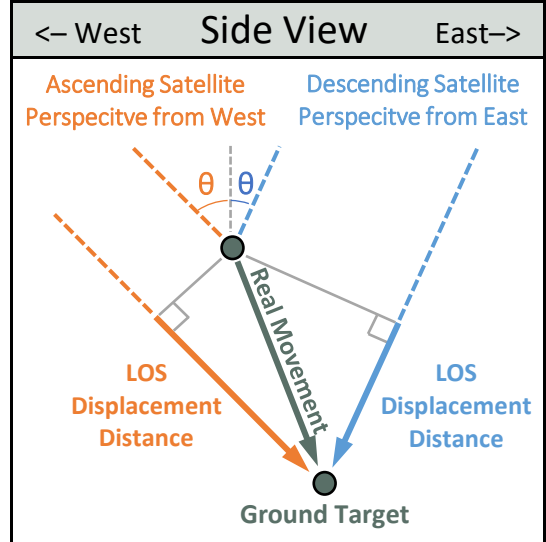 <– West Side View East–>
Ascending Satellite
Perspecitve from West
Descending Satellite
Perspecitve from East
θ θ
Real Movement
LOS
Displacement
Distance
LOS
Displacement
Distance
Ground Target